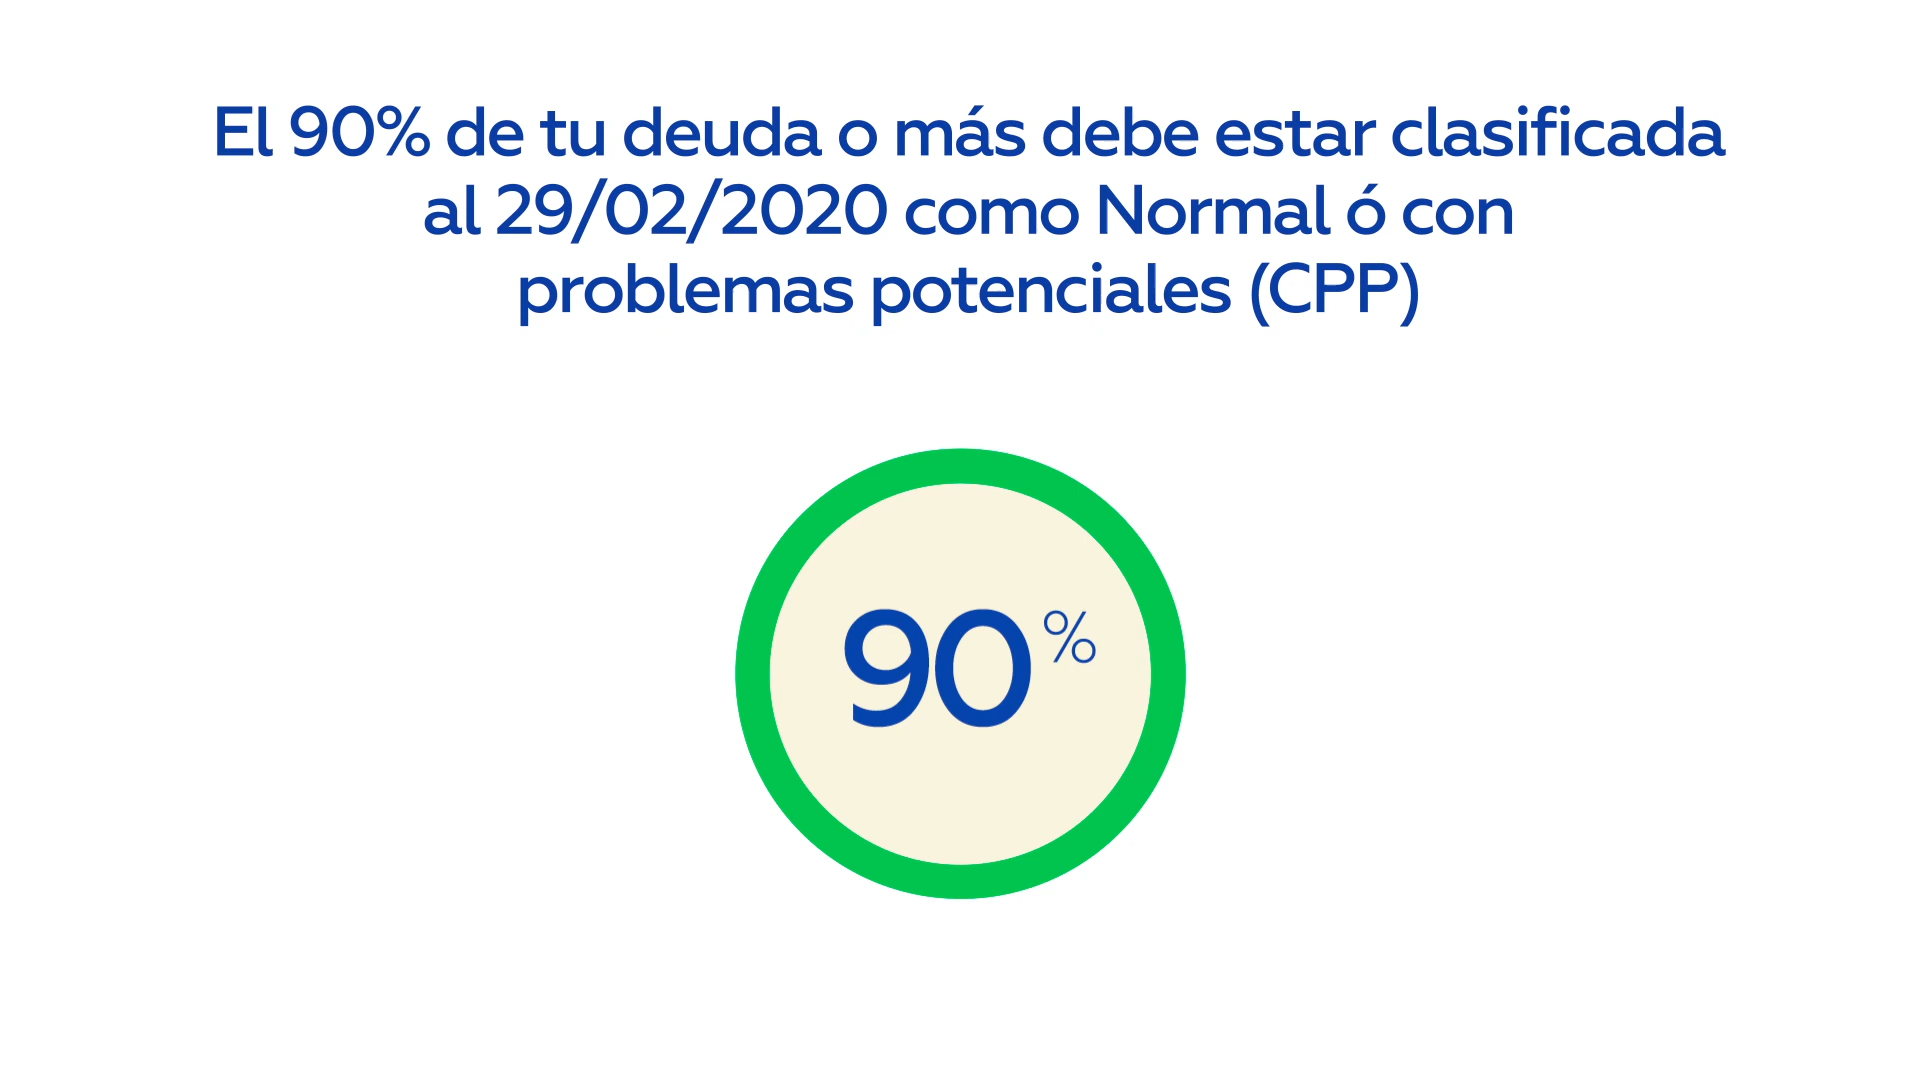 El 90% de tu deuda o más debe estar clasificada
al 29/02/2020 como Normal ó con
problemas potenciales (CPP)
90%